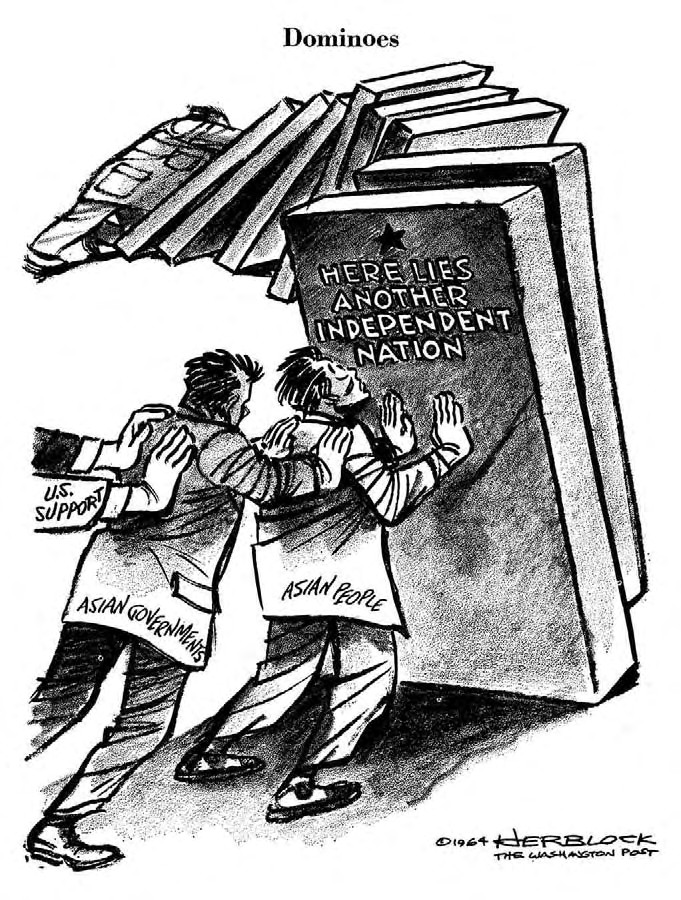 Dominoes
HERE LIES
ANOTHER
INDEPENDENT
NATION
U.S.
SUPPORT
ASIAN GOVERNMENTS
ASIAN PEOPLE
©1964 HERBLOCK
THE WASHINGTON POST